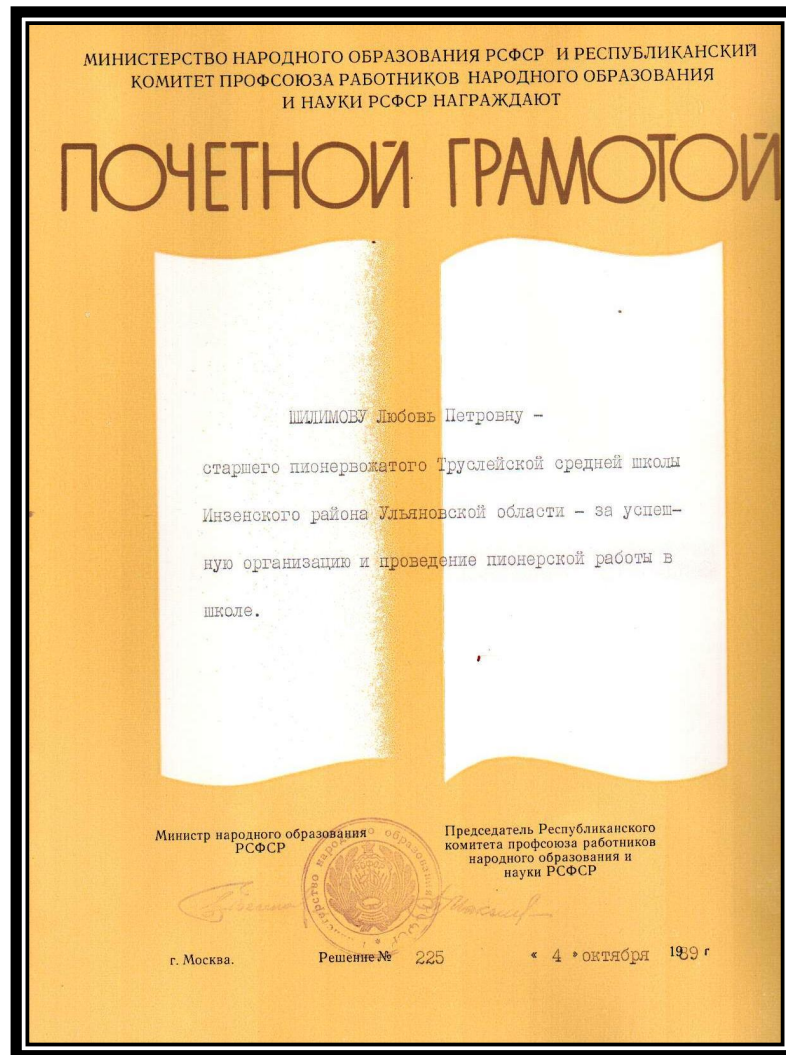 МИНИСТЕРСТВО НАРОДНОГО ОБРАЗОВАНИЯ РСФСР И РЕСПУБЛИКАНСКИЙ
КОМИТЕТ ПРОФСОЮЗА РАБОТНИКОВ НАРОДНОГО ОБРАЗОВАНИЯ
И НАУКИ РСФСР НАГРАЖДАЮТ
ПОЧЕТНОЙ ГРАМОТОЙ
ШИЛИМОВУ Любовь Петровну –
старшего пионервожатого Труслейской средней школы
Инзенского района Ульяновской области – за успеш-
ную организацию и проведение пионерской работы в
школе.
Министр народного образования
РСФСР
Председатель Республиканского
комитета профсоюза работников
народного образования и
науки РСФСР
г. Москва. Решение № 225 « 4 » октября 1989 г